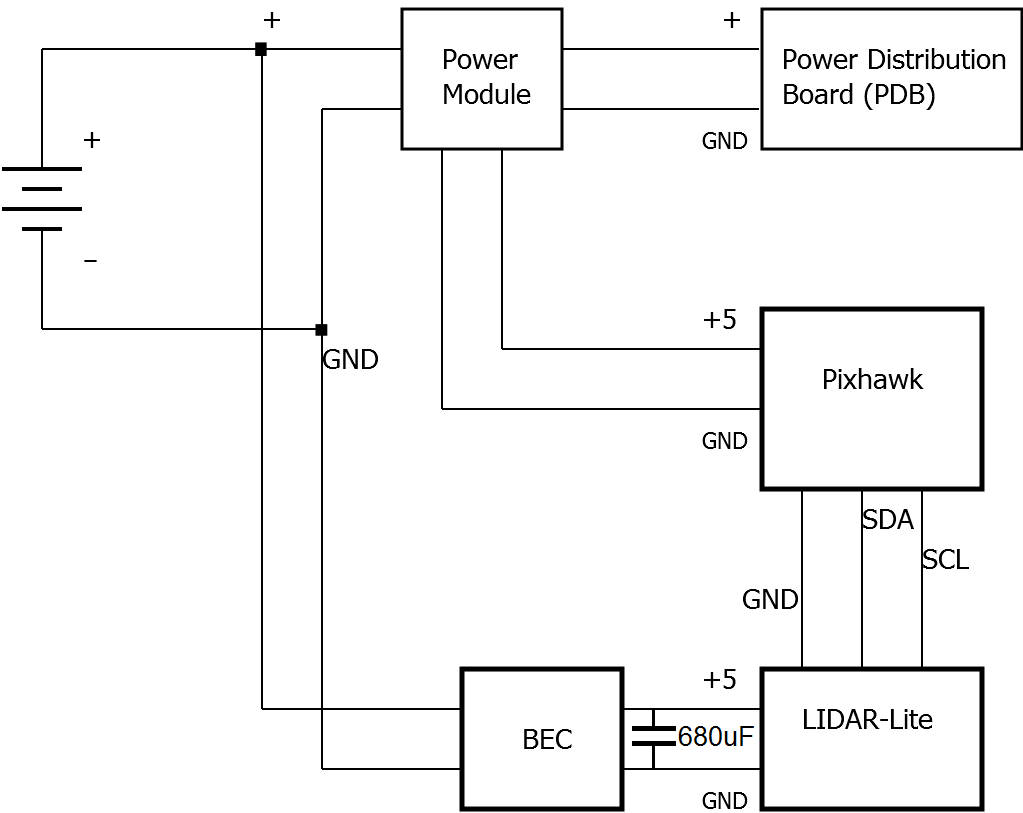 +
+
Power
Module
Power Distribution
Board (PDB)
+
GND
–
+5
GND
Pixhawk
GND
SDA
SCL
GND
+5
LIDAR-Lite
BEC
680uF
GND